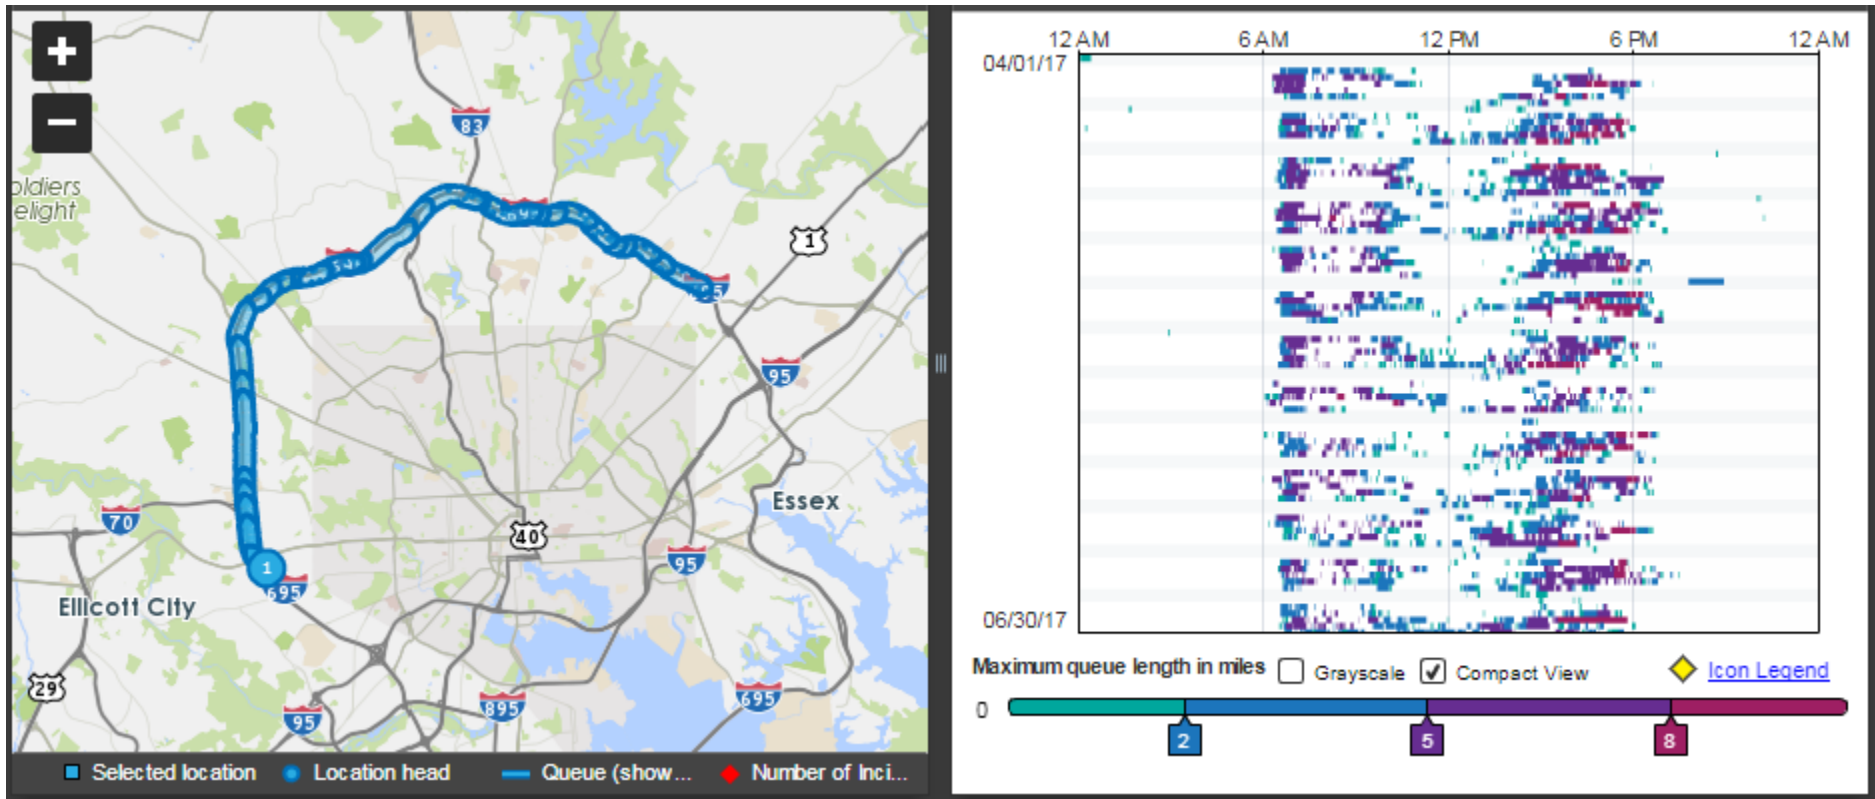 +
−
83
oldiers
elight
1
695
95
70
Essex
40
95
1
695
Ellicott City
29
95
895
695
Selected location
Location head
Queue (show...
Number of Inci...
12 AM
6 AM
12 PM
6 PM
12 AM
04/01/17
06/30/17
Maximum queue length in miles
Grayscale
Compact View
Icon Legend
0
2
5
8